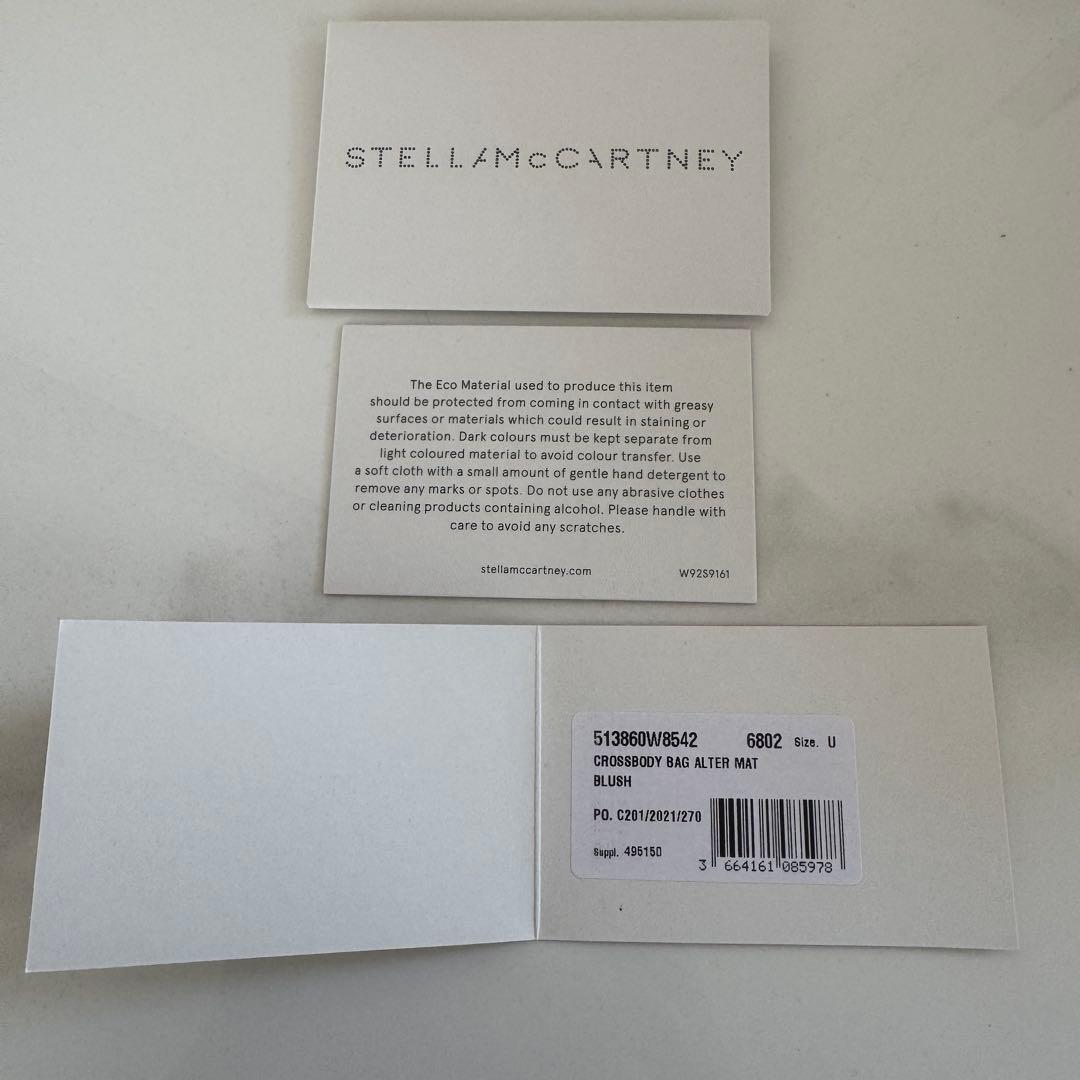 STELLA McCARTNEY
The Eco Material used to produce this item
should be protected from coming in contact with greasy
surfaces or materials which could result in staining or
deterioration. Dark colours must be kept separate from
light coloured material to avoid colour transfer. Use
a soft cloth with a small amount of gentle hand detergent to
remove any marks or spots. Do not use any abrasive clothes
or cleaning products containing alcohol. Please handle with
care to avoid any scratches.
stellamccartney.com W92S9161
513860W8542 6802 Size. U
CROSSBODY BAG ALTER MAT
BLUSH
PO. C201/2021/270
Suppl. 495150
3 664161 085978